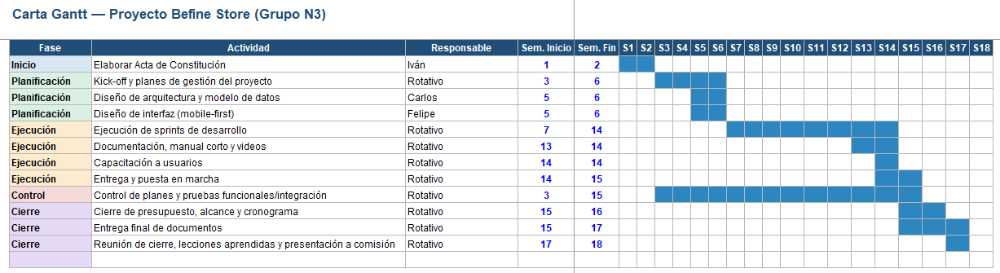 Carta Gantt — Proyecto Befine Store (Grupo N3)
Fase Actividad Responsable Sem. Inicio Sem. Fin S1 S2 S3 S4 S5 S6 S7 S8 S9 S10 S11 S12 S13 S14 S15 S16 S17 S18
Inicio Elaborar Acta de Constitución Iván 1 2
Planificación Kick-off y planes de gestión del proyecto Rotativo 3 6
Planificación Diseño de arquitectura y modelo de datos Carlos 5 6
Planificación Diseño de interfaz (mobile-first) Felipe 5 6
Ejecución Ejecución de sprints de desarrollo Rotativo 7 14
Ejecución Documentación, manual corto y videos Rotativo 13 14
Ejecución Capacitación a usuarios Rotativo 14 14
Ejecución Entrega y puesta en marcha Rotativo 14 15
Control Control de planes y pruebas funcionales/integración Rotativo 3 15
Cierre Cierre de presupuesto, alcance y cronograma Rotativo 15 16
Cierre Entrega final de documentos Rotativo 15 17
Cierre Reunión de cierre, lecciones aprendidas y presentación a comisión Rotativo 17 18